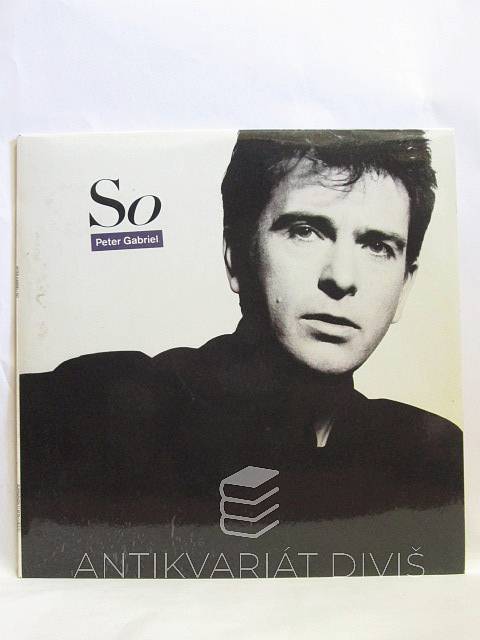 So
Peter Gabriel
ANTIKVARIÁT DIVIŠ